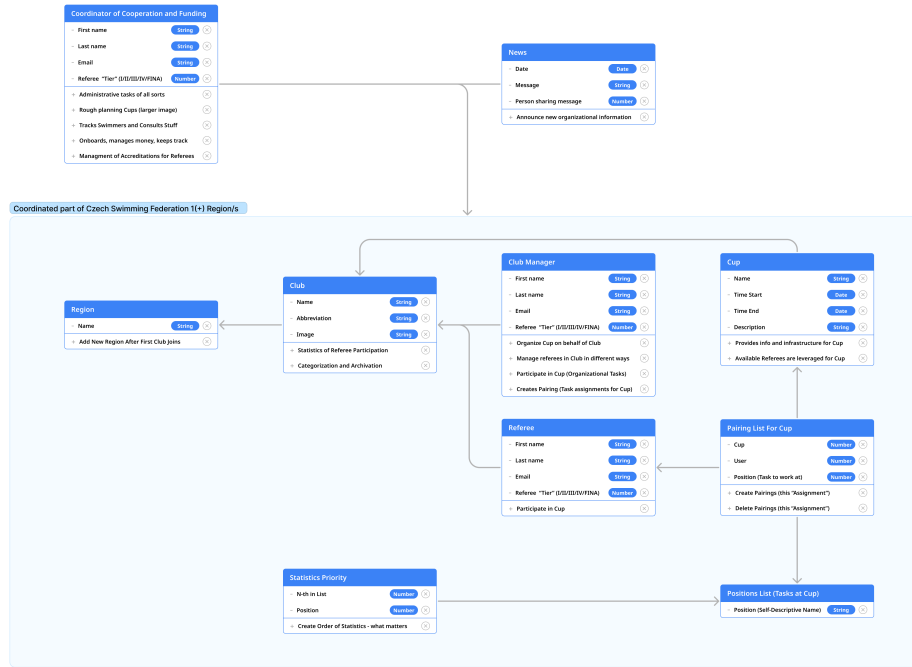 Coordinator of Cooperation and Funding
- First name String
- Last name String
- Email String
- Referee "Tier" (I/II/III/IV/FINA) Number
+ Administrative tasks of all sorts
+ Rough planning Cups (larger image)
+ Tracks Swimmers and Consults Stuff
+ Onboards, manages money, keeps track
+ Managment of Accreditations for Referees
News
- Date Date
- Message String
- Person sharing message Number
+ Announce new organizational information
Coordinated part of Czech Swimming Federation 1(+) Region/s
Region
- Name String
+ Add New Region After First Club Joins
Club
- Name String
- Abbreviation String
- Image String
+ Statistics of Referee Participation
+ Categorization and Archivation
Club Manager
- First name String
- Last name String
- Email String
- Referee "Tier" (I/II/III/IV/FINA) Number
+ Organize Cup on behalf of Club
+ Manage referees in Club in different ways
+ Participate in Cup (Organizational Tasks)
+ Creates Pairing (Task assignments for Cup)
Cup
- Name String
- Time Start Date
- Time End Date
- Description String
+ Provides info and infrastructure for Cup
+ Available Referees are leveraged for Cup
Referee
- First name String
- Last name String
- Email String
- Referee "Tier" (I/II/III/IV/FINA) Number
+ Participate in Cup
Pairing List For Cup
- Cup Number
- User Number
- Position (Task to work at) Number
+ Create Pairings (this "Assignment")
+ Delete Pairings (this "Assignment")
Statistics Priority
- N-th in List Number
- Position Number
+ Create Order of Statistics - what matters
Positions List (Tasks at Cup)
- Position (Self-Descriptive Name) String